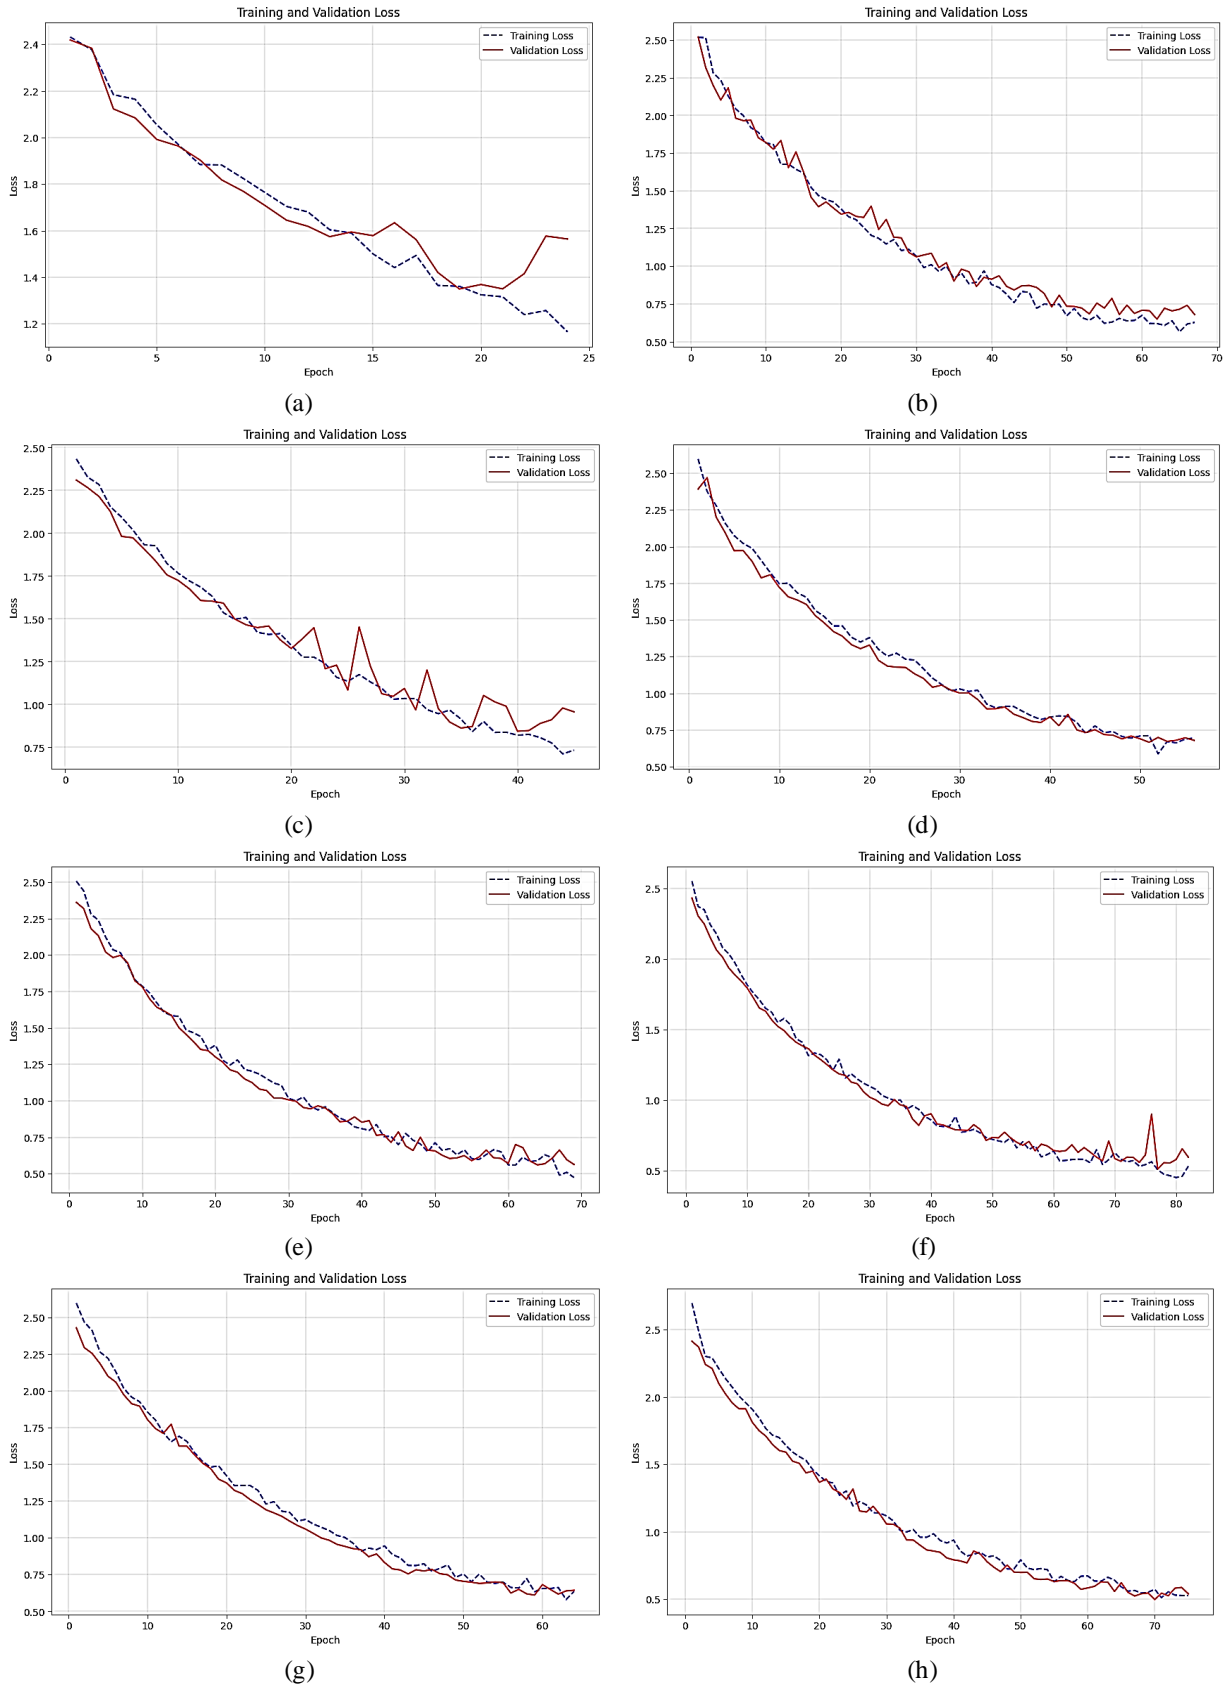 Training and Validation Loss
Training Loss
Validation Loss
2.4
2.2
2.0
1.8
1.6
1.4
1.2
Loss
0 5 10 15 20 25
Epoch
(a)
Training and Validation Loss
Training Loss
Validation Loss
2.50
2.25
2.00
1.75
1.50
1.25
1.00
0.75
0.50
Loss
0 10 20 30 40 50 60 70
Epoch
(b)
Training and Validation Loss
Training Loss
Validation Loss
2.50
2.25
2.00
1.75
1.50
1.25
1.00
0.75
Loss
0 10 20 30 40
Epoch
(c)
Training and Validation Loss
Training Loss
Validation Loss
2.50
2.25
2.00
1.75
1.50
1.25
1.00
0.75
0.50
Loss
0 10 20 30 40 50
Epoch
(d)
Training and Validation Loss
Training Loss
Validation Loss
2.50
2.25
2.00
1.75
1.50
1.25
1.00
0.75
0.50
Loss
0 10 20 30 40 50 60 70
Epoch
(e)
Training and Validation Loss
Training Loss
Validation Loss
2.5
2.0
1.5
1.0
0.5
Loss
0 10 20 30 40 50 60 70 80
Epoch
(f)
Training and Validation Loss
Training Loss
Validation Loss
2.50
2.25
2.00
1.75
1.50
1.25
1.00
0.75
0.50
Loss
0 10 20 30 40 50 60
Epoch
(g)
Training and Validation Loss
Training Loss
Validation Loss
2.5
2.0
1.5
1.0
0.5
Loss
0 10 20 30 40 50 60 70
Epoch
(h)